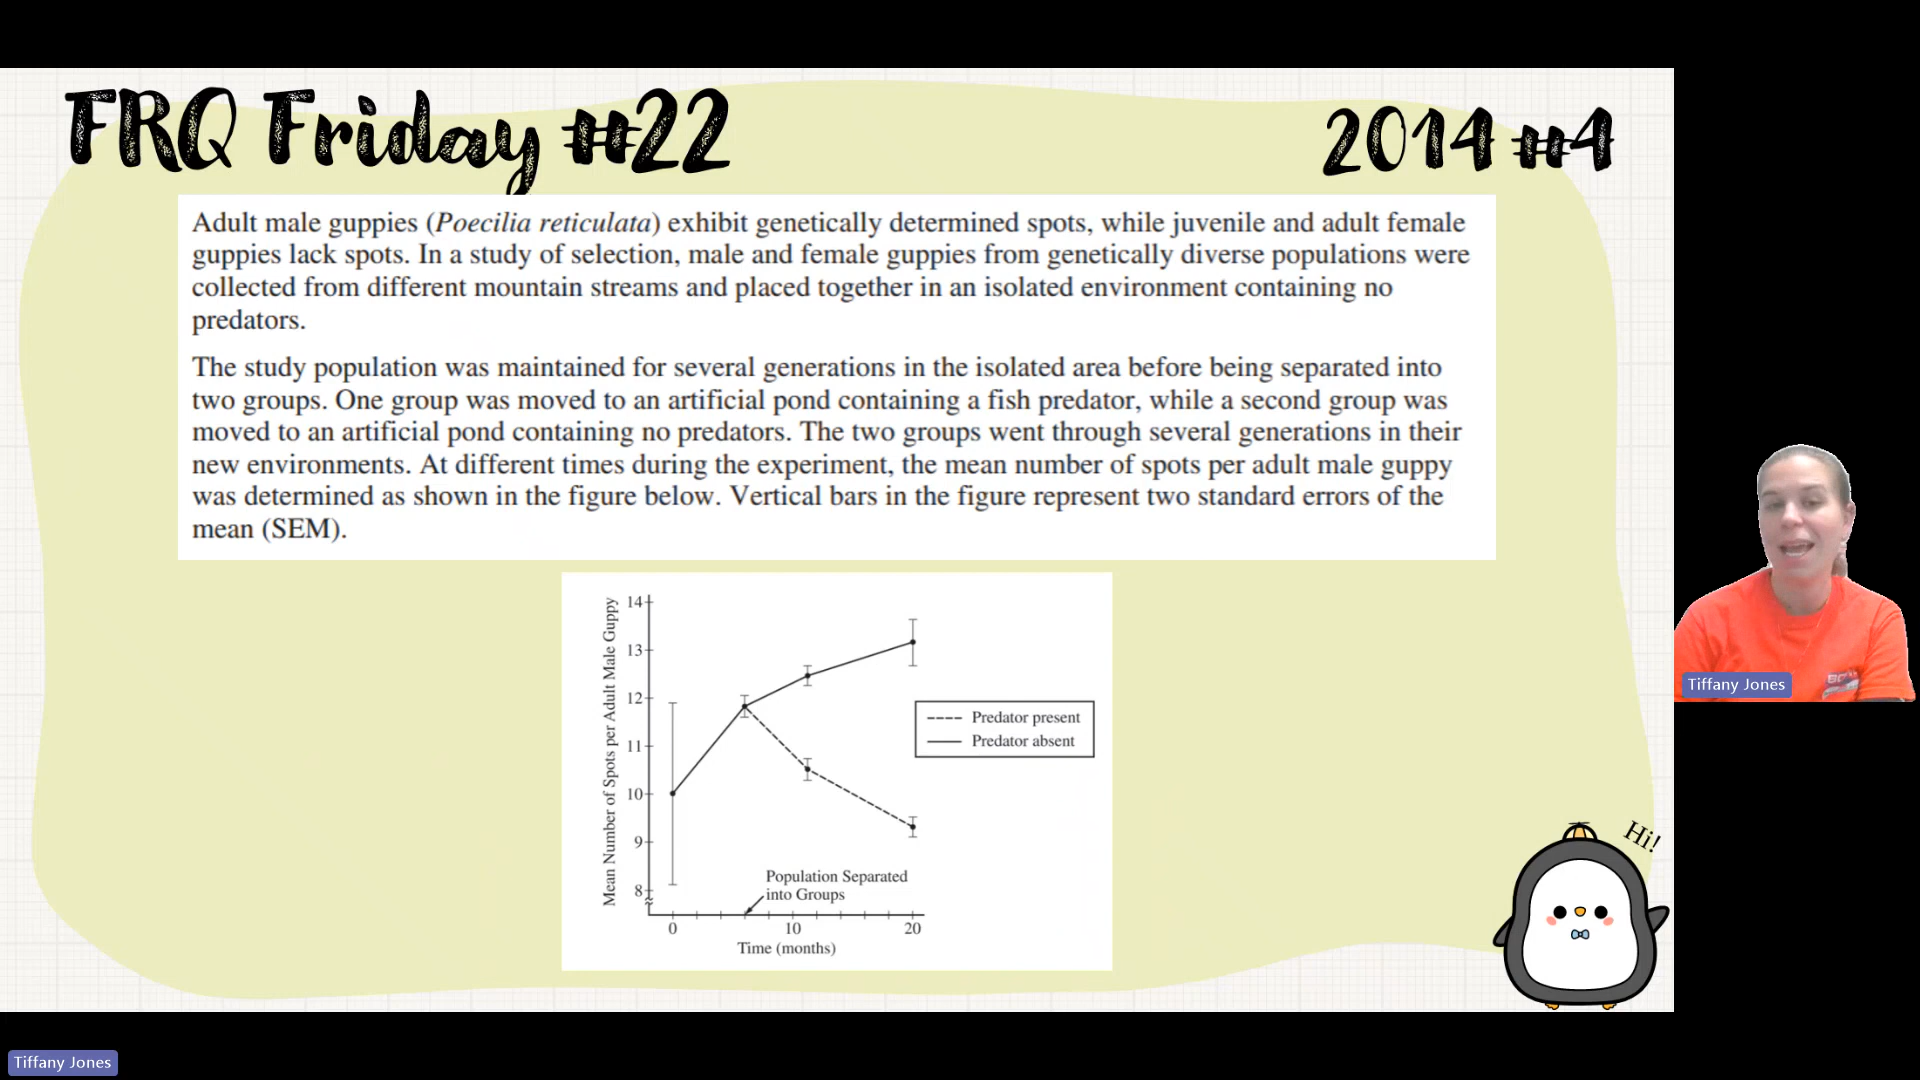 FRQ Friday #22
2014 #4
Adult male guppies (Poecilia reticulata) exhibit genetically determined spots, while juvenile and adult female
guppies lack spots. In a study of selection, male and female guppies from genetically diverse populations were
collected from different mountain streams and placed together in an isolated environment containing no
predators.
The study population was maintained for several generations in the isolated area before being separated into
two groups. One group was moved to an artificial pond containing a fish predator, while a second group was
moved to an artificial pond containing no predators. The two groups went through several generations in their
new environments. At different times during the experiment, the mean number of spots per adult male guppy
was determined as shown in the figure below. Vertical bars in the figure represent two standard errors of the
mean (SEM).
Mean Number of Spots per Adult Male Guppy
14
13
12
11
10
9
8
Predator present
Predator absent
Population Separated
into Groups
0 10 20
Time (months)
Hi!
Tiffany Jones
Tiffany Jones